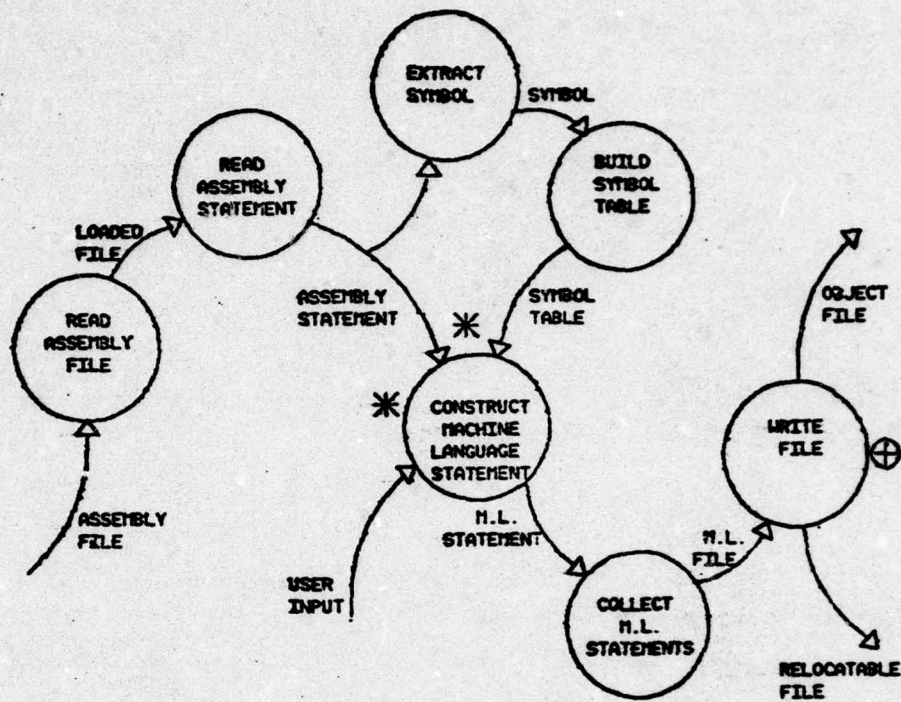 EXTRACT
SYMBOL
SYMBOL
READ
ASSEMBLY
STATEMENT
BUILD
SYMBOL
TABLE
LOADED
FILE
READ
ASSEMBLY
FILE
ASSEMBLY
STATEMENT
SYMBOL
TABLE
OBJECT
FILE
CONSTRUCT
MACHINE
LANGUAGE
STATEMENT
WRITE
FILE
ASSEMBLY
FILE
M.L.
STATEMENT
M.L.
FILE
USER
INPUT
COLLECT
M.L.
STATEMENTS
RELOCATABLE
FILE